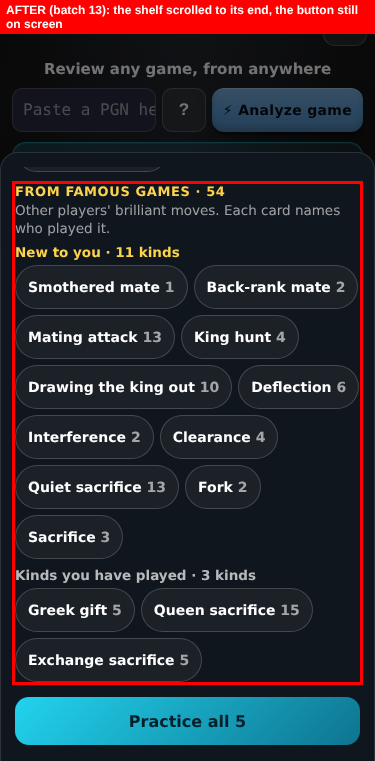 AFTER (batch 13): the shelf scrolled to its end, the button still
on screen
Review any game, from anywhere
Paste a PGN he
?
⚡ Analyze game
FROM FAMOUS GAMES · 54
Other players' brilliant moves. Each card names
who played it.
New to you · 11 kinds
Smothered mate 1
Back-rank mate 2
Mating attack 13
King hunt 4
Drawing the king out 10
Deflection 6
Interference 2
Clearance 4
Quiet sacrifice 13
Fork 2
Sacrifice 3
Kinds you have played · 3 kinds
Greek gift 5
Queen sacrifice 15
Exchange sacrifice 5
Practice all 5